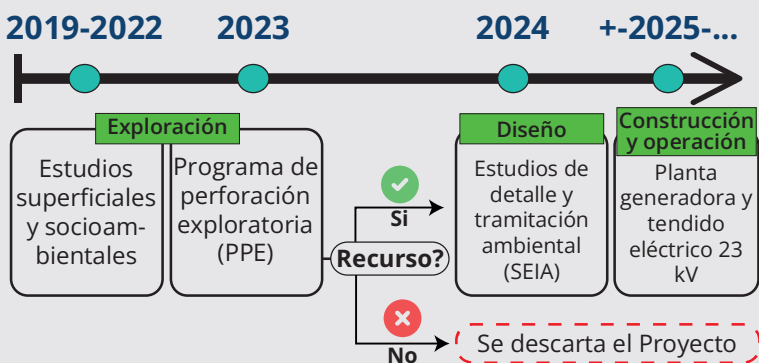 2019-2022
2023
2024
+-2025-...
Exploración
Estudios
superficiales
y socioam-
bientales
Programa de
perforación
exploratoria
(PPE)
Recurso?
Si
No
Diseño
Estudios de
detalle y
tramitación
ambiental
(SEIA)
Construcción
y operación
Planta
generadora y
tendido
eléctrico 23
kV
Se descarta el Proyecto